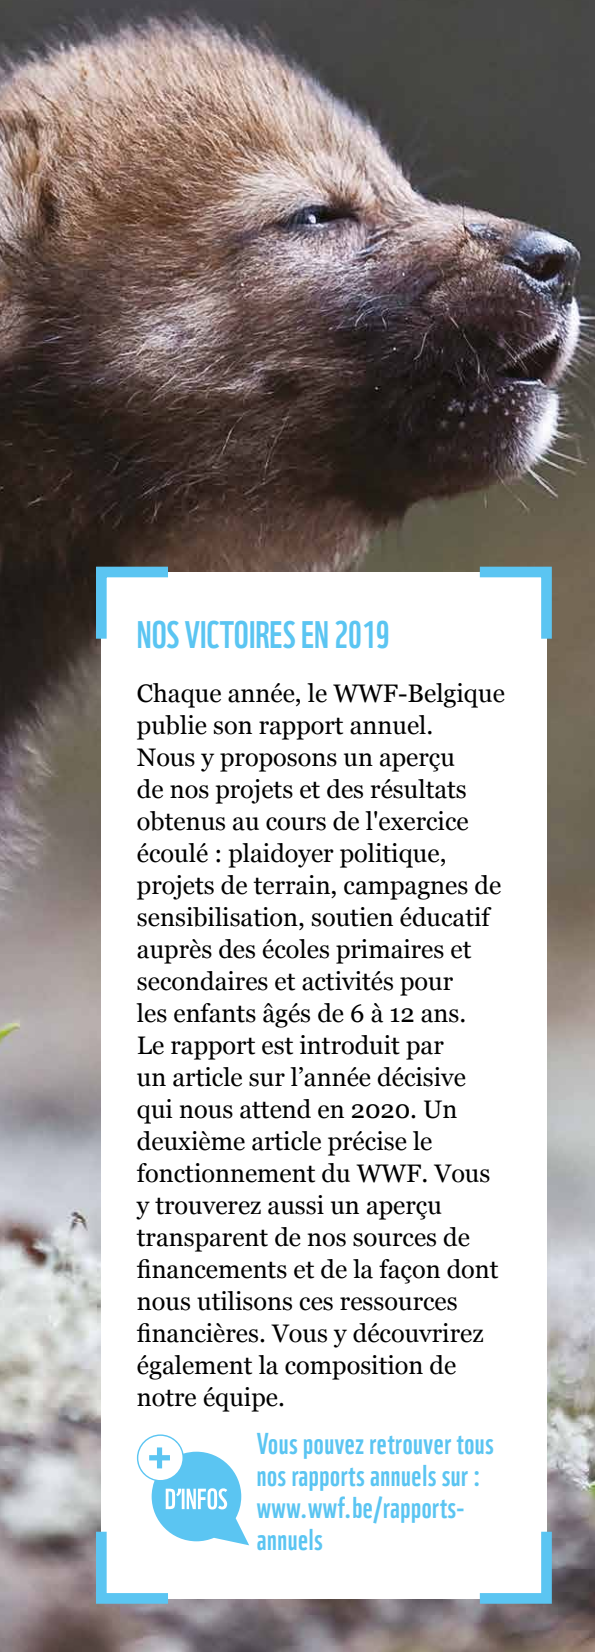 NOS VICTOIRES EN 2019
Chaque année, le WWF-Belgique
publie son rapport annuel.
Nous y proposons un aperçu
de nos projets et des résultats
obtenus au cours de l'exercice
écoulé : plaidoyer politique,
projets de terrain, campagnes de
sensibilisation, soutien éducatif
auprès des écoles primaires et
secondaires et activités pour
les enfants âgés de 6 à 12 ans.
Le rapport est introduit par
un article sur l’année décisive
qui nous attend en 2020. Un
deuxième article précise le
fonctionnement du WWF. Vous
y trouverez aussi un aperçu
transparent de nos sources de
financements et de la façon dont
nous utilisons ces ressources
financières. Vous y découvrirez
également la composition de
notre équipe.
+
D’INFOS
Vous pouvez retrouver tous
nos rapports annuels sur :
www.wwf.be/rapports-
annuels